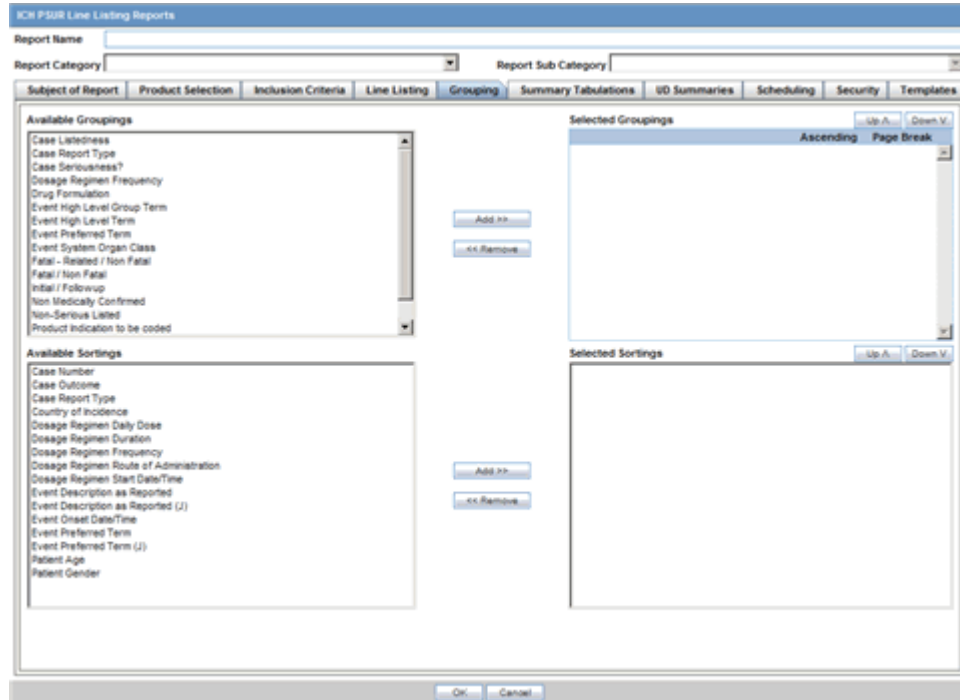 ICH PSUR Line Listing Reports
Report Name
Report Category Report Sub Category
Subject of Report Product Selection Inclusion Criteria Line Listing Grouping Summary Tabulations UD Summaries Scheduling Security Templates
Available Groupings
Case Listedness
Case Report Type
Case Seriousness?
Dosage Regimen Frequency
Drug Formulation
Event High Level Group Term
Event High Level Term
Event Preferred Term
Event System Organ Class
Fatal - Related / Non Fatal
Fatal / Non Fatal
Initial / Followup
Non Medically Confirmed
Non-Serious Listed
Product Indication to be coded
Add >>
<< Remove
Selected Groupings Up Λ Down V
Ascending Page Break
Available Sortings
Case Number
Case Outcome
Case Report Type
Country of Incidence
Dosage Regimen Daily Dose
Dosage Regimen Duration
Dosage Regimen Frequency
Dosage Regimen Route of Administration
Dosage Regimen Start Date/Time
Event Description as Reported
Event Description as Reported (J)
Event Onset Date/Time
Event Preferred Term
Event Preferred Term (J)
Patient Age
Patient Gender
Add >>
<< Remove
Selected Sortings Up Λ Down V
OK Cancel